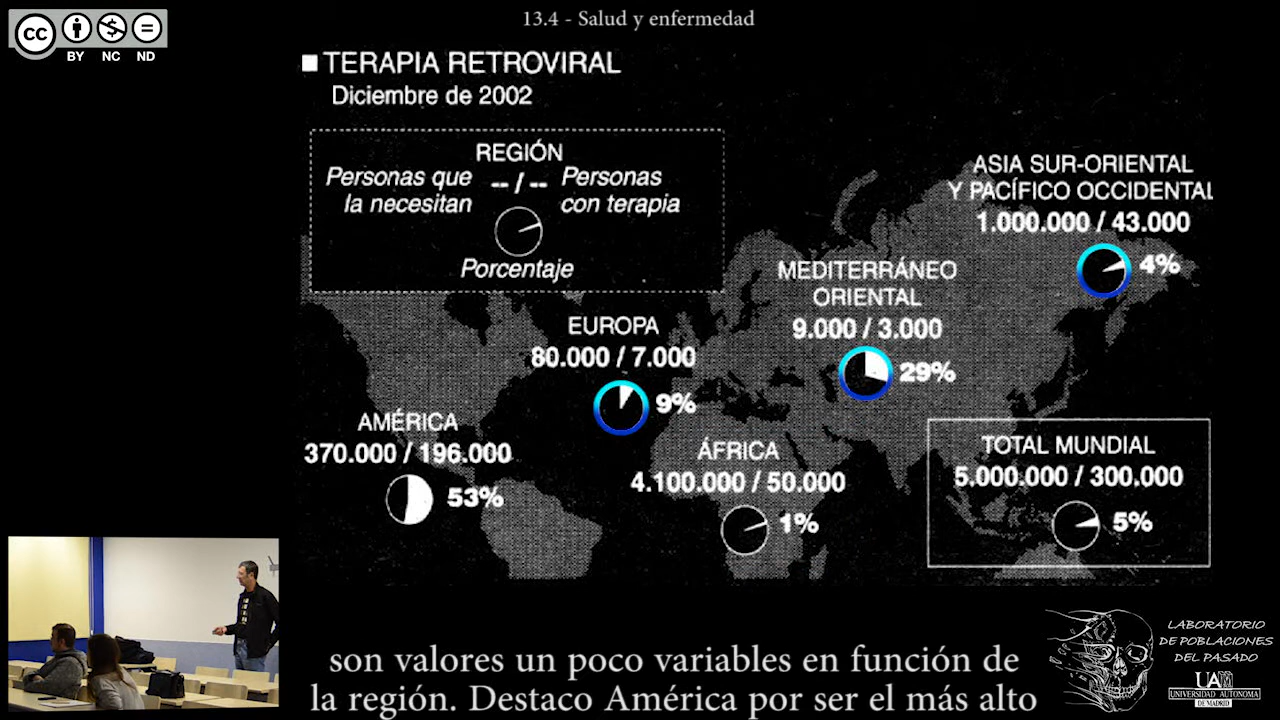 13.4 - Salud y enfermedad
CC
BY NC ND
TERAPIA RETROVIRAL
Diciembre de 2002
REGIÓN
Personas que
la necesitan
-- / --
Personas
con terapia
Porcentaje
ASIA SUR-ORIENTAL
Y PACÍFICO OCCIDENTAL
1.000.000 / 43.000
4%
MEDITERRÁNEO
ORIENTAL
9.000 / 3.000
29%
EUROPA
80.000 / 7.000
9%
AMÉRICA
370.000 / 196.000
53%
ÁFRICA
4.100.000 / 50.000
1%
TOTAL MUNDIAL
5.000.000 / 300.000
5%
son valores un poco variables en función de
la región. Destaco América por ser el más alto
LABORATORIO
DE POBLACIONES
DEL PASADO
UAM
UNIVERSIDAD AUTONOMA
DE MADRID